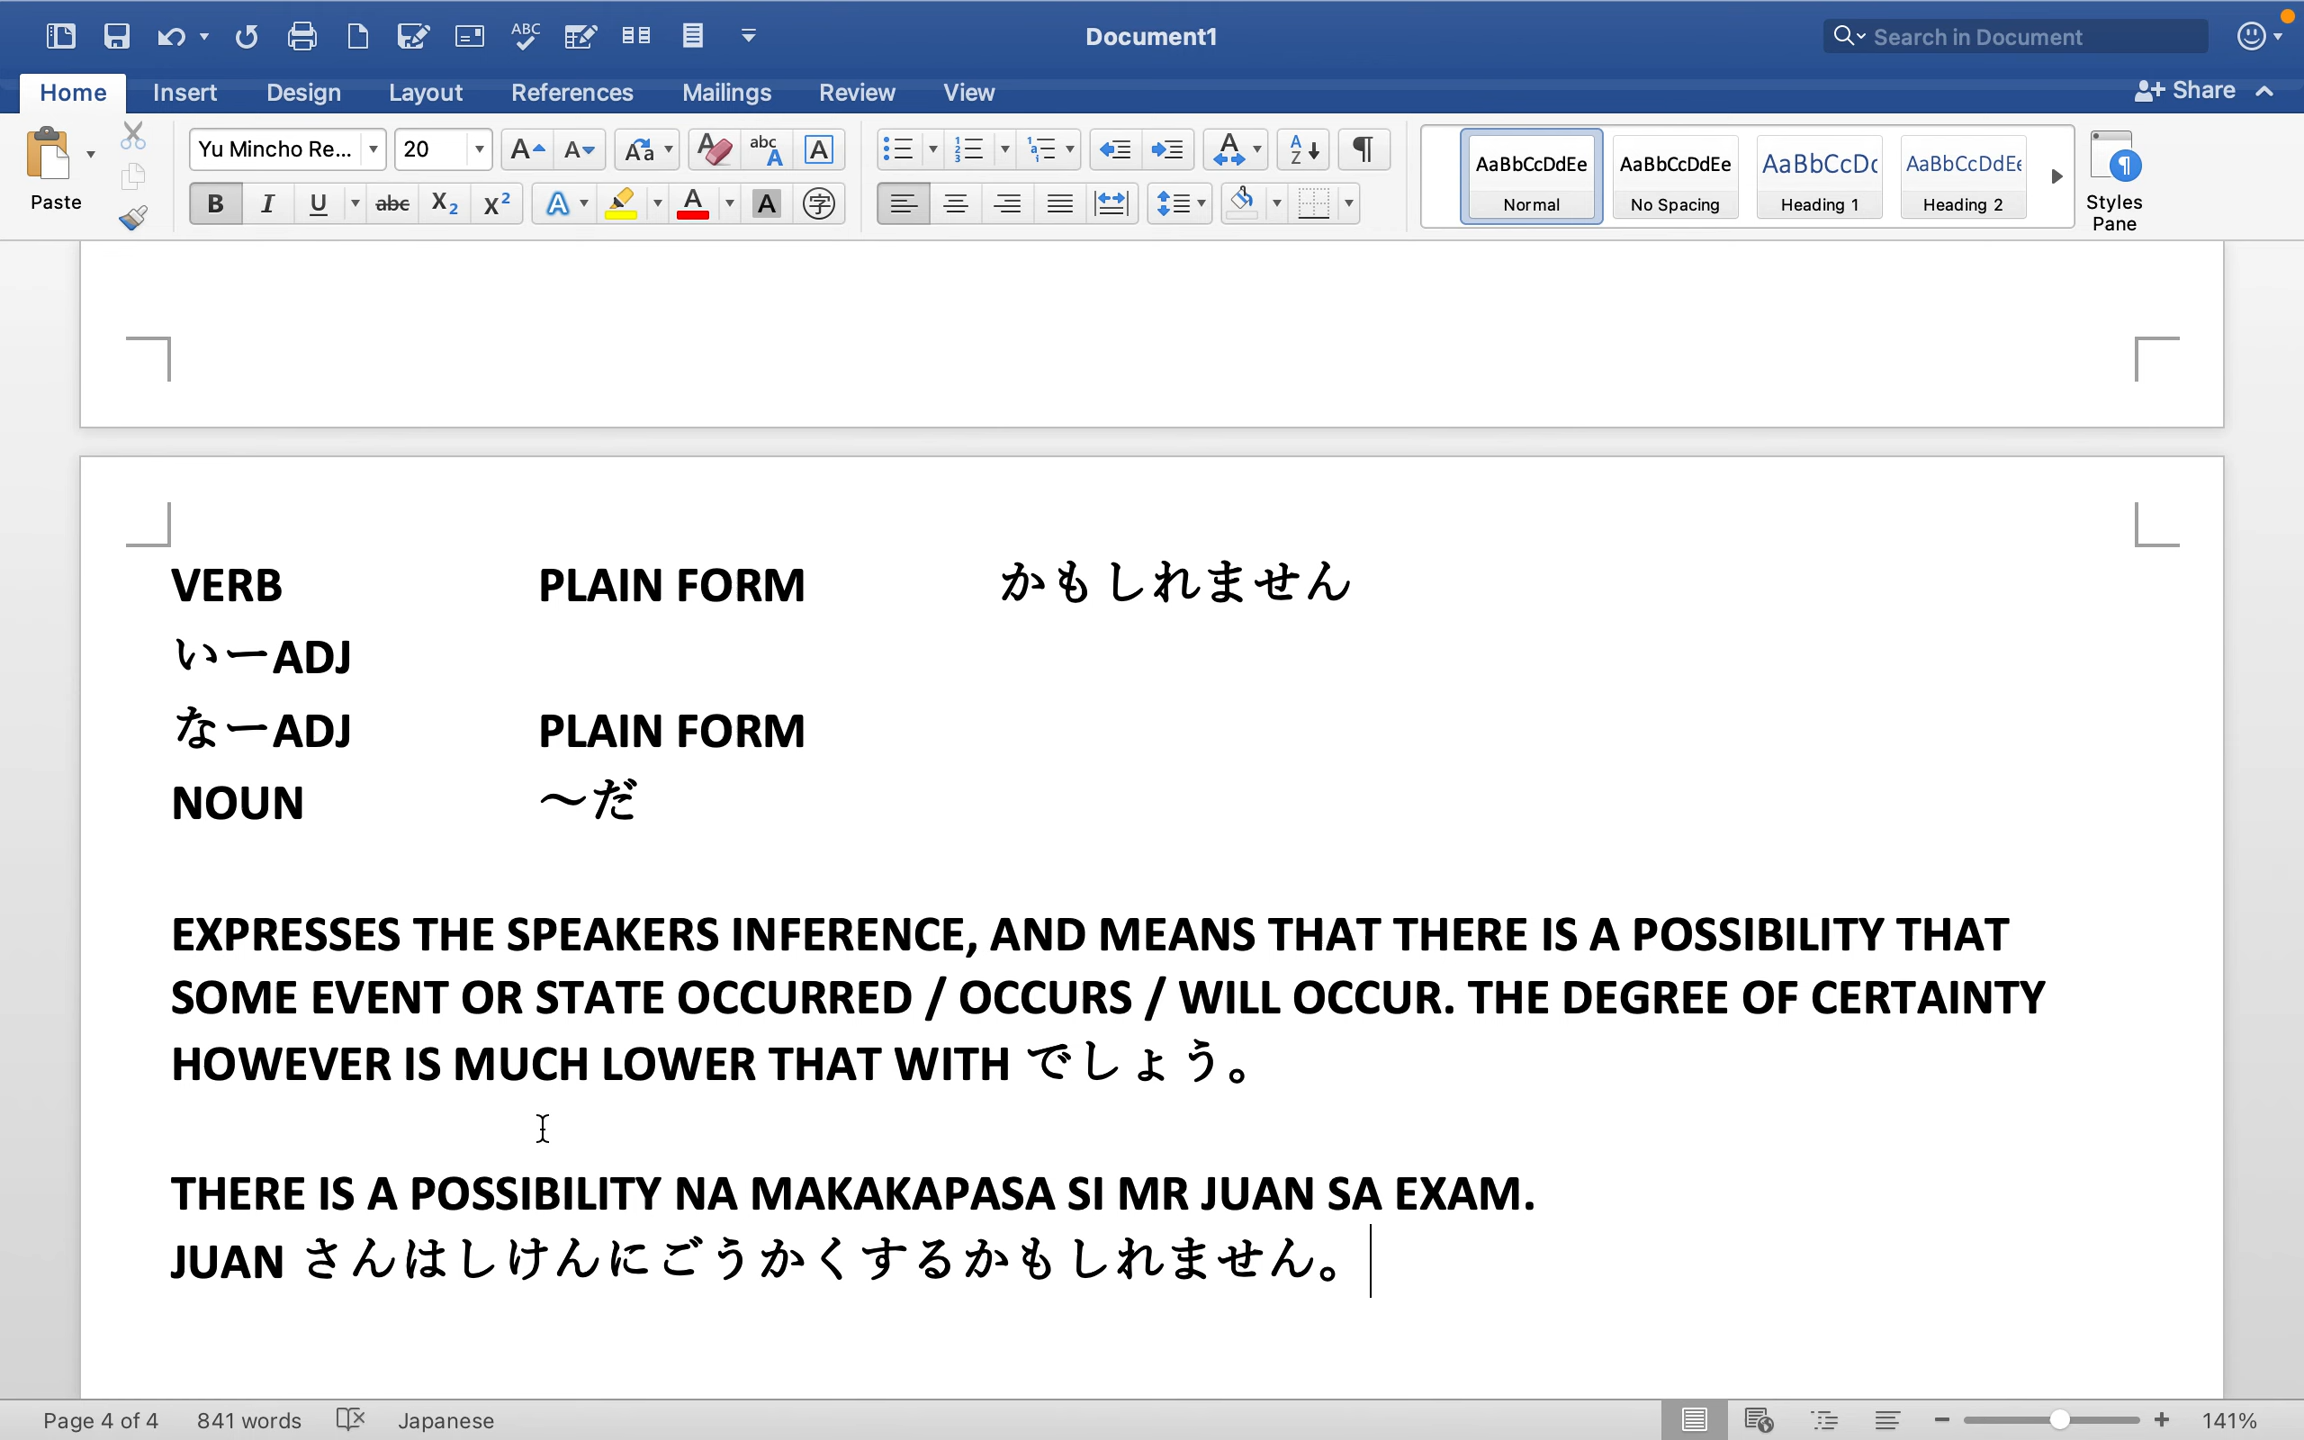 Document1
Search in Document
Home Insert Design Layout References Mailings Review View Share
Paste
Yu Mincho Re... 20
AaBbCcDdEe AaBbCcDdEe AaBbCcDc AaBbCcDdEe
Normal No Spacing Heading 1 Heading 2
Styles Pane
VERB PLAIN FORM かもしれません
いーADJ
なーADJ PLAIN FORM
NOUN 〜だ
EXPRESSES THE SPEAKERS INFERENCE, AND MEANS THAT THERE IS A POSSIBILITY THAT
SOME EVENT OR STATE OCCURRED / OCCURS / WILL OCCUR. THE DEGREE OF CERTAINTY
HOWEVER IS MUCH LOWER THAT WITH でしょう。
THERE IS A POSSIBILITY NA MAKAKAPASA SI MR JUAN SA EXAM.
JUAN さんはしけんにごうかくするかもしれません。
Page 4 of 4 841 words Japanese 141%